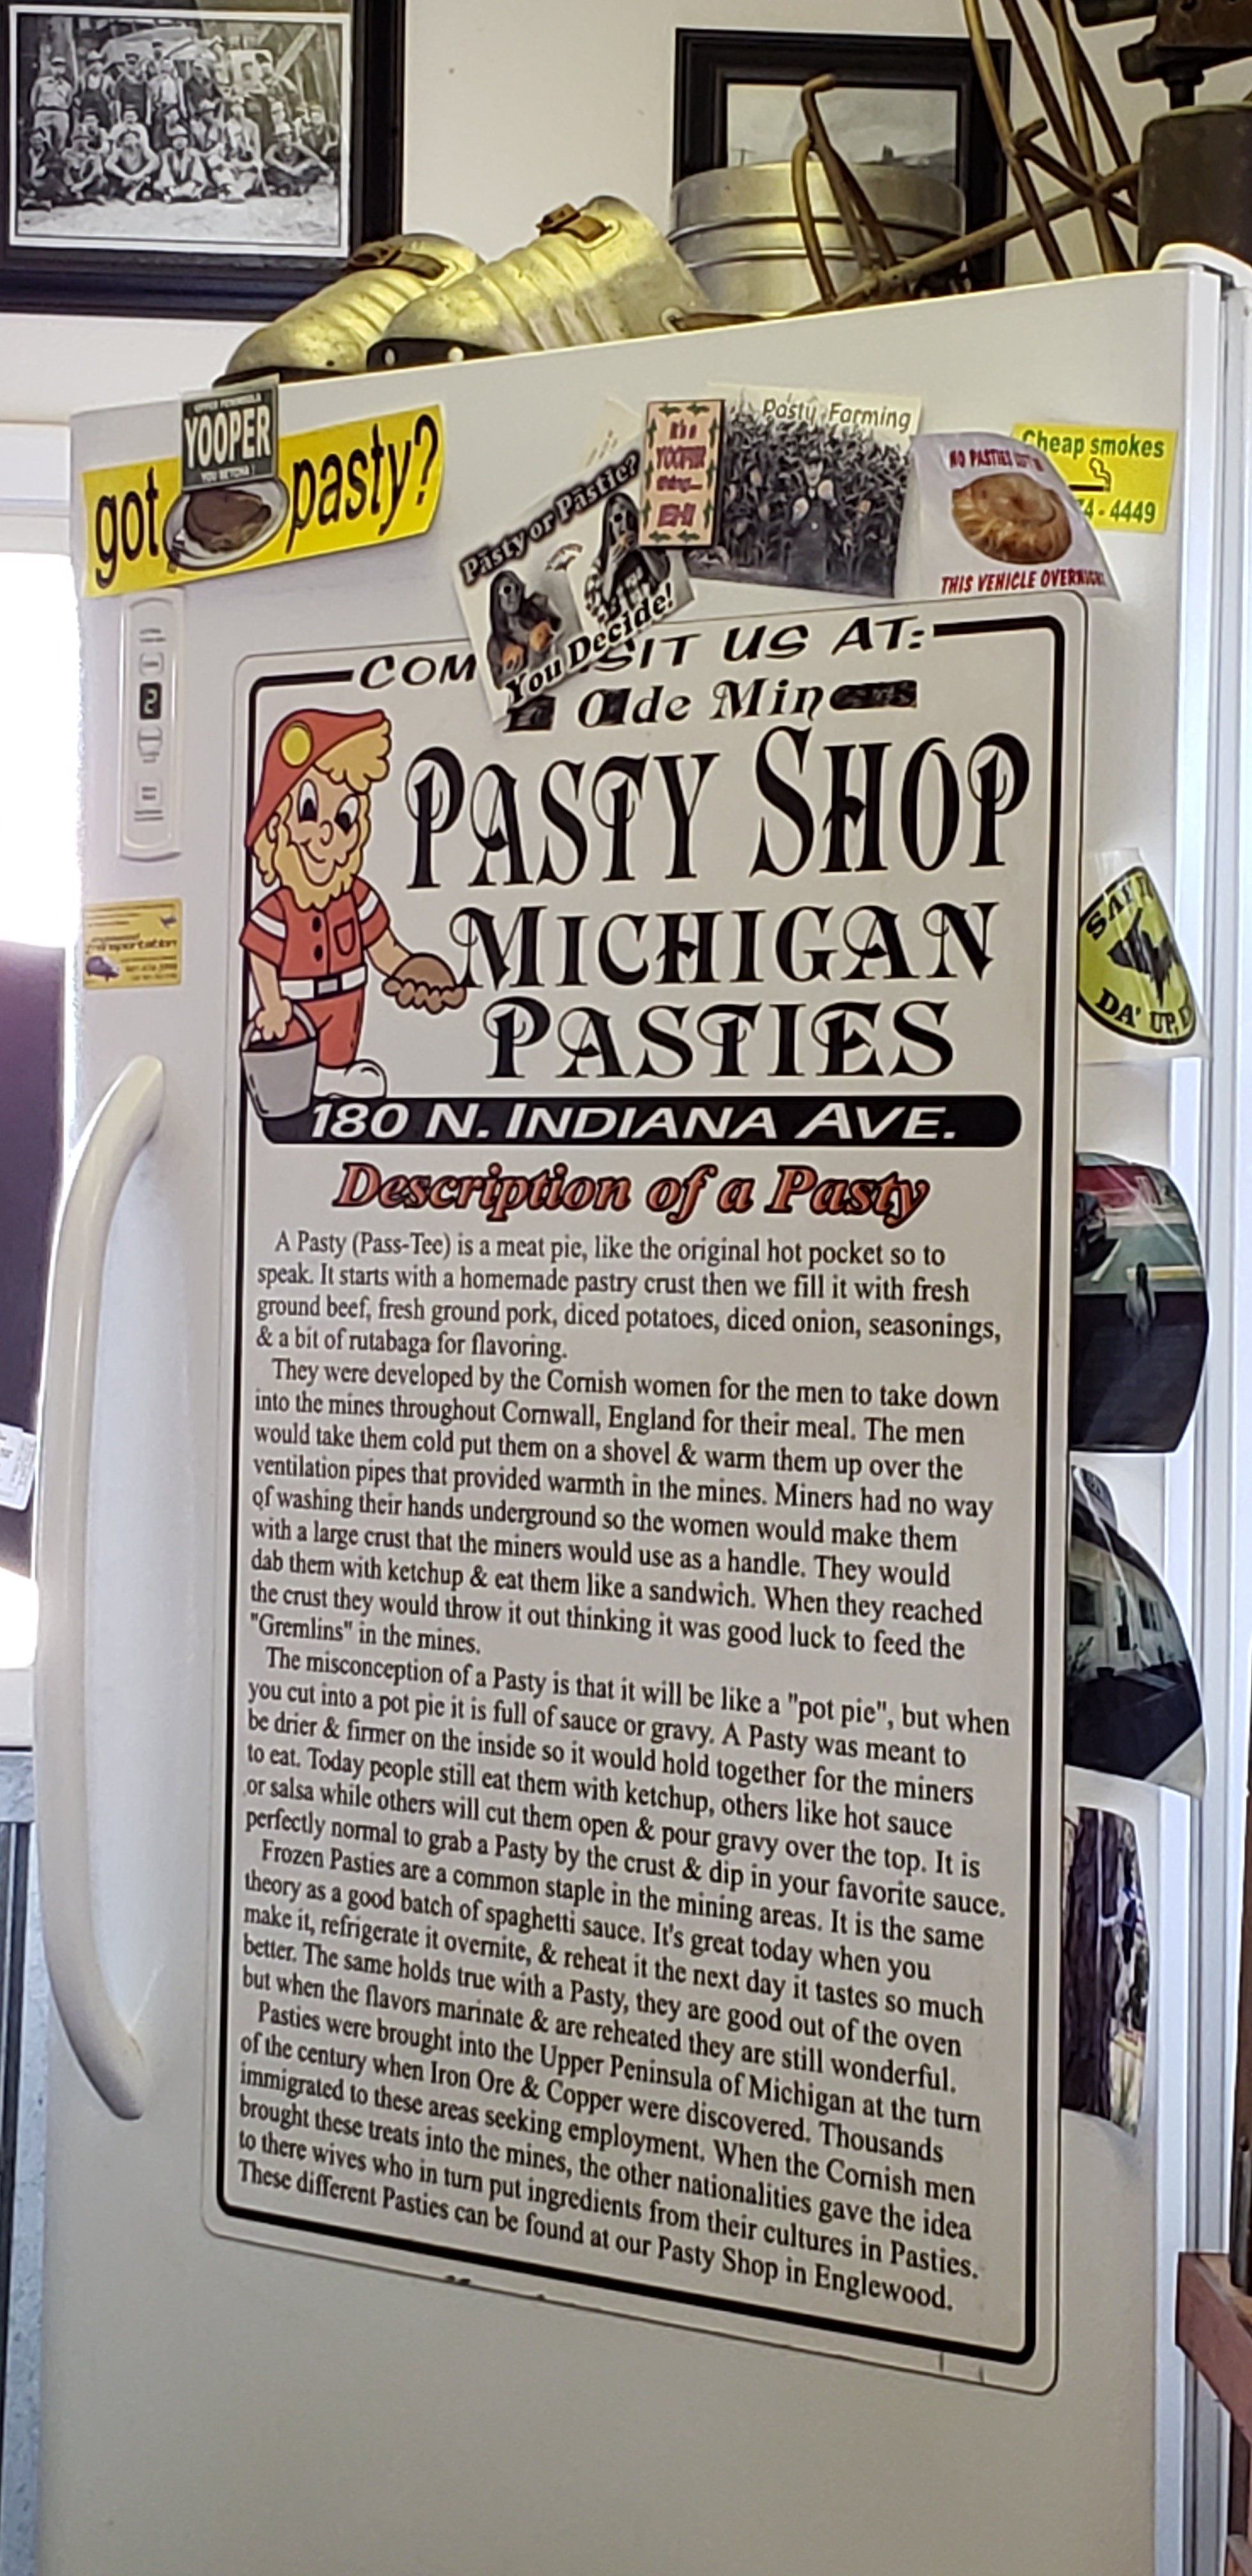 UPPER PENINSULA
YOOPER
YOU BETCHA!
got pasty?
Pasty or Pastie?
You Decide!
It's a
YOOPER
thing...
EH!
Pasty Farming
NO PASTIES
THIS VEHICLE OVERNIGHT
Cheap smokes
4449
2
transportation
SAY
DA' UP,
COM SIT US AT:
Olde Min
PASTY SHOP
MICHIGAN
PASTIES
180 N. INDIANA AVE.
Description of a Pasty
A Pasty (Pass-Tee) is a meat pie, like the original hot pocket so to
speak. It starts with a homemade pastry crust then we fill it with fresh
ground beef, fresh ground pork, diced potatoes, diced onion, seasonings,
& a bit of rutabaga for flavoring.
They were developed by the Cornish women for the men to take down
into the mines throughout Cornwall, England for their meal. The men
would take them cold put them on a shovel & warm them up over the
ventilation pipes that provided warmth in the mines. Miners had no way
of washing their hands underground so the women would make them
with a large crust that the miners would use as a handle. They would
dab them with ketchup & eat them like a sandwich. When they reached
the crust they would throw it out thinking it was good luck to feed the
"Gremlins" in the mines.
The misconception of a Pasty is that it will be like a "pot pie", but when
you cut into a pot pie it is full of sauce or gravy. A Pasty was meant to
be drier & firmer on the inside so it would hold together for the miners
to eat. Today people still eat them with ketchup, others like hot sauce
or salsa while others will cut them open & pour gravy over the top. It is
perfectly normal to grab a Pasty by the crust & dip in your favorite sauce.
Frozen Pasties are a common staple in the mining areas. It is the same
theory as a good batch of spaghetti sauce. It's great today when you
make it, refrigerate it overnite, & reheat it the next day it tastes so much
better. The same holds true with a Pasty, they are good out of the oven
but when the flavors marinate & are reheated they are still wonderful.
Pasties were brought into the Upper Peninsula of Michigan at the turn
of the century when Iron Ore & Copper were discovered. Thousands
immigrated to these areas seeking employment. When the Cornish men
brought these treats into the mines, the other nationalities gave the idea
to there wives who in turn put ingredients from their cultures in Pasties.
These different Pasties can be found at our Pasty Shop in Englewood.